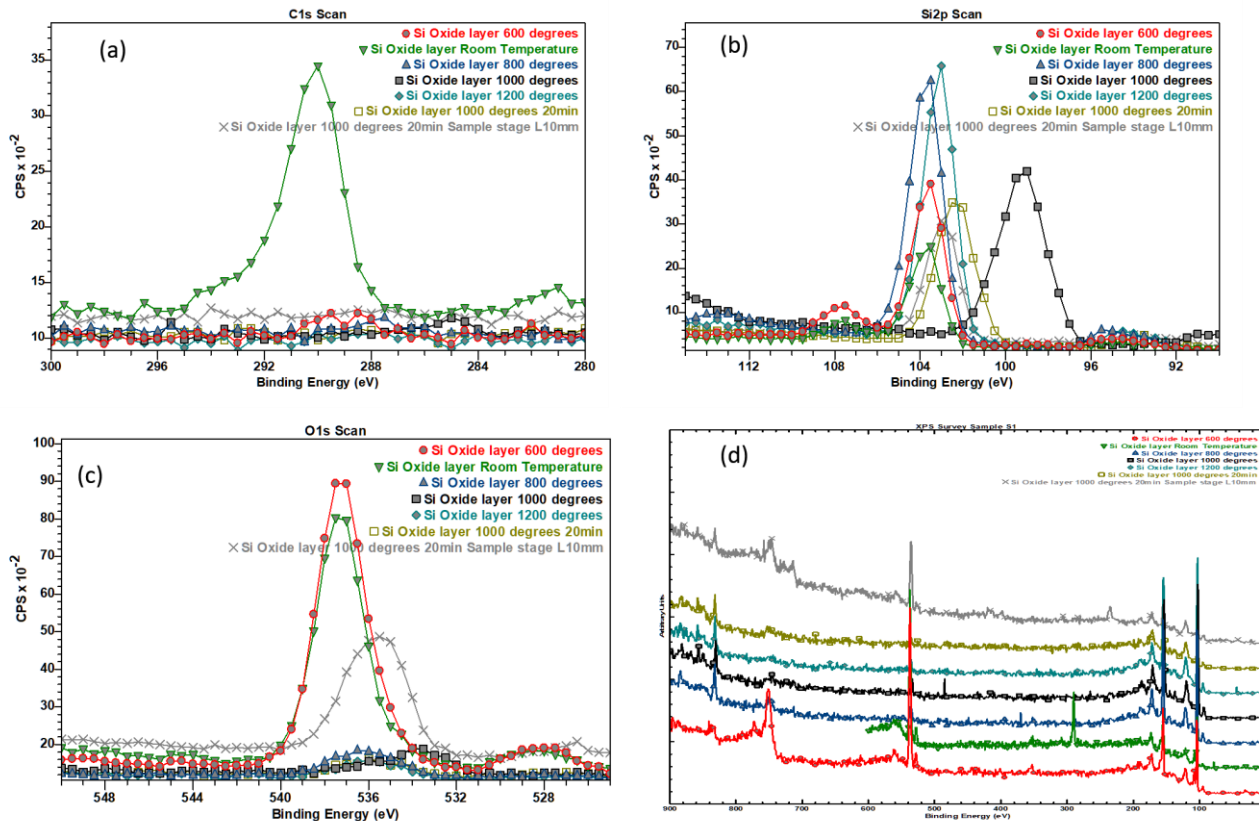 C1s Scan
(a)
Si Oxide layer 600 degrees
Si Oxide layer Room Temperature
Si Oxide layer 800 degrees
Si Oxide layer 1000 degrees
Si Oxide layer 1200 degrees
Si Oxide layer 1000 degrees 20min
Si Oxide layer 1000 degrees 20min Sample stage L10mm
CPS x 10⁻²
35
30
25
20
15
10
300 296 292 288 284 280
Binding Energy (eV)
Si2p Scan
(b)
Si Oxide layer 600 degrees
Si Oxide layer Room Temperature
Si Oxide layer 800 degrees
Si Oxide layer 1000 degrees
Si Oxide layer 1200 degrees
Si Oxide layer 1000 degrees 20min
Si Oxide layer 1000 degrees 20min Sample stage L10mm
CPS x 10⁻²
70
60
50
40
30
20
10
112 108 104 100 96 92
Binding Energy (eV)
O1s Scan
(c)
Si Oxide layer 600 degrees
Si Oxide layer Room Temperature
Si Oxide layer 800 degrees
Si Oxide layer 1000 degrees
Si Oxide layer 1200 degrees
Si Oxide layer 1000 degrees 20min
Si Oxide layer 1000 degrees 20min Sample stage L10mm
CPS x 10⁻²
100
90
80
70
60
50
40
30
20
548 544 540 536 532 528
Binding Energy (eV)
XPS Survey Sample S1
(d)
Si Oxide layer 600 degrees
Si Oxide layer Room Temperature
Si Oxide layer 800 degrees
Si Oxide layer 1000 degrees
Si Oxide layer 1200 degrees
Si Oxide layer 1000 degrees 20min
Si Oxide layer 1000 degrees 20min Sample stage L10mm
Arbitrary Units
900 800 700 600 500 400 300 200 100
Binding Energy (eV)